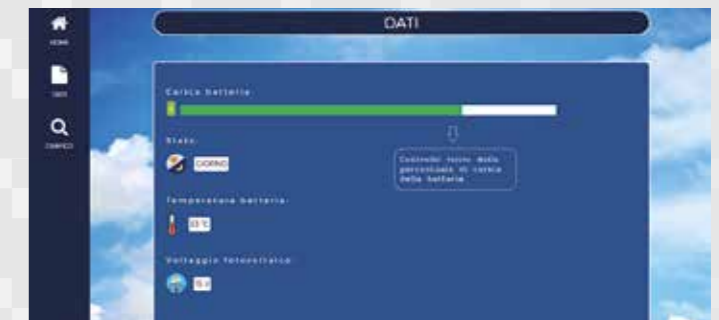 DATI
HOME
DATI
Carica batteria
Stato:
GIORNO
Controllo visivo della
percentuale di carica
della batteria
Temperatura batteria:
Voltaggio fotovoltaico: